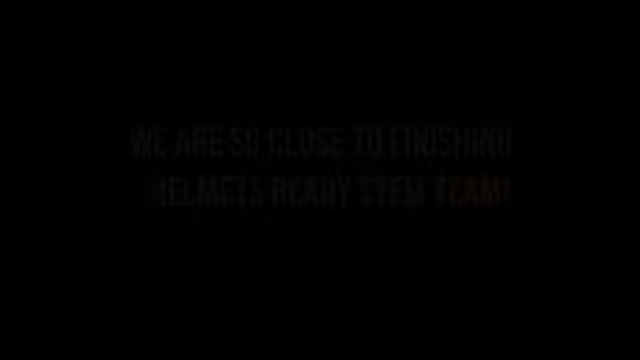 WE ARE SO CLOSE TO FINISHING
HELMETS READY STEM TEAM!